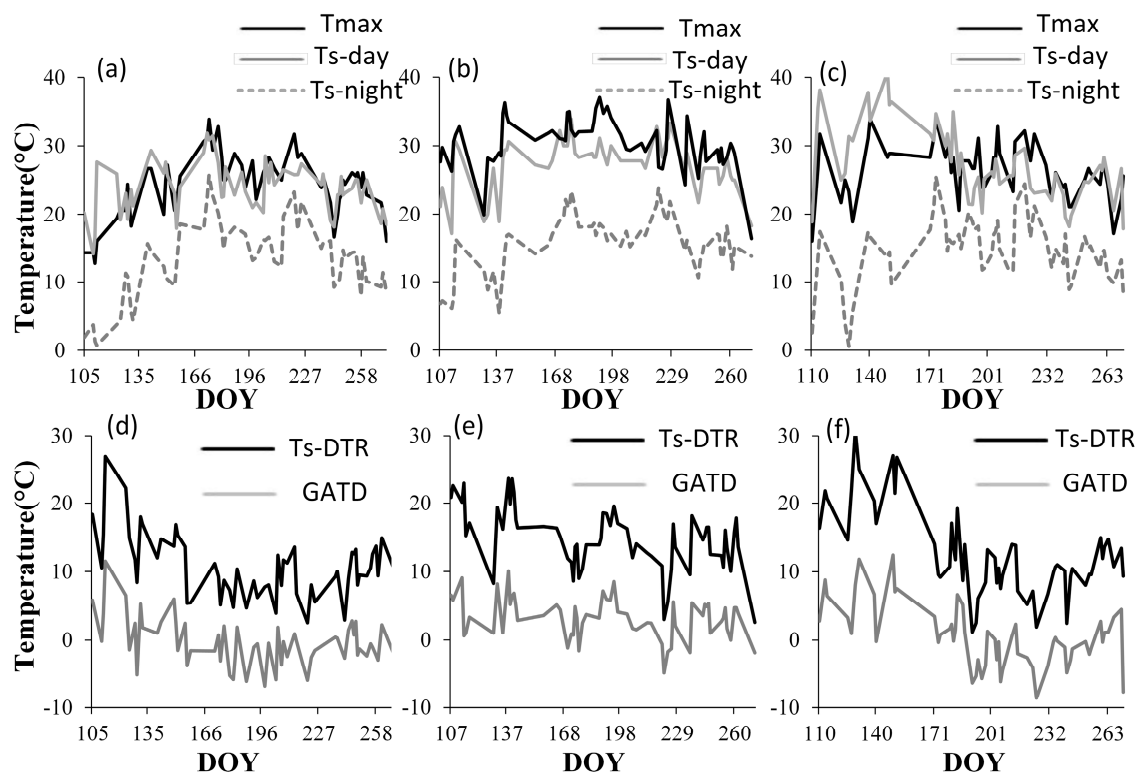 (a)
Tmax
Ts-day
Ts-night
Temperature(°C)
40
30
20
10
0
105 135 166 196 227 258
DOY
(b)
Tmax
Ts-day
Ts-night
40
30
20
10
0
107 137 168 198 229 260
DOY
(c)
Tmax
Ts-day
Ts-night
40
30
20
10
0
110 140 171 201 232 263
DOY
(d)
Ts-DTR
GATD
Temperature(°C)
30
20
10
0
-10
105 135 166 196 227 258
DOY
(e)
Ts-DTR
GATD
30
20
10
0
-10
107 137 168 198 229 260
DOY
(f)
Ts-DTR
GATD
30
20
10
0
-10
110 140 171 201 232 263
DOY